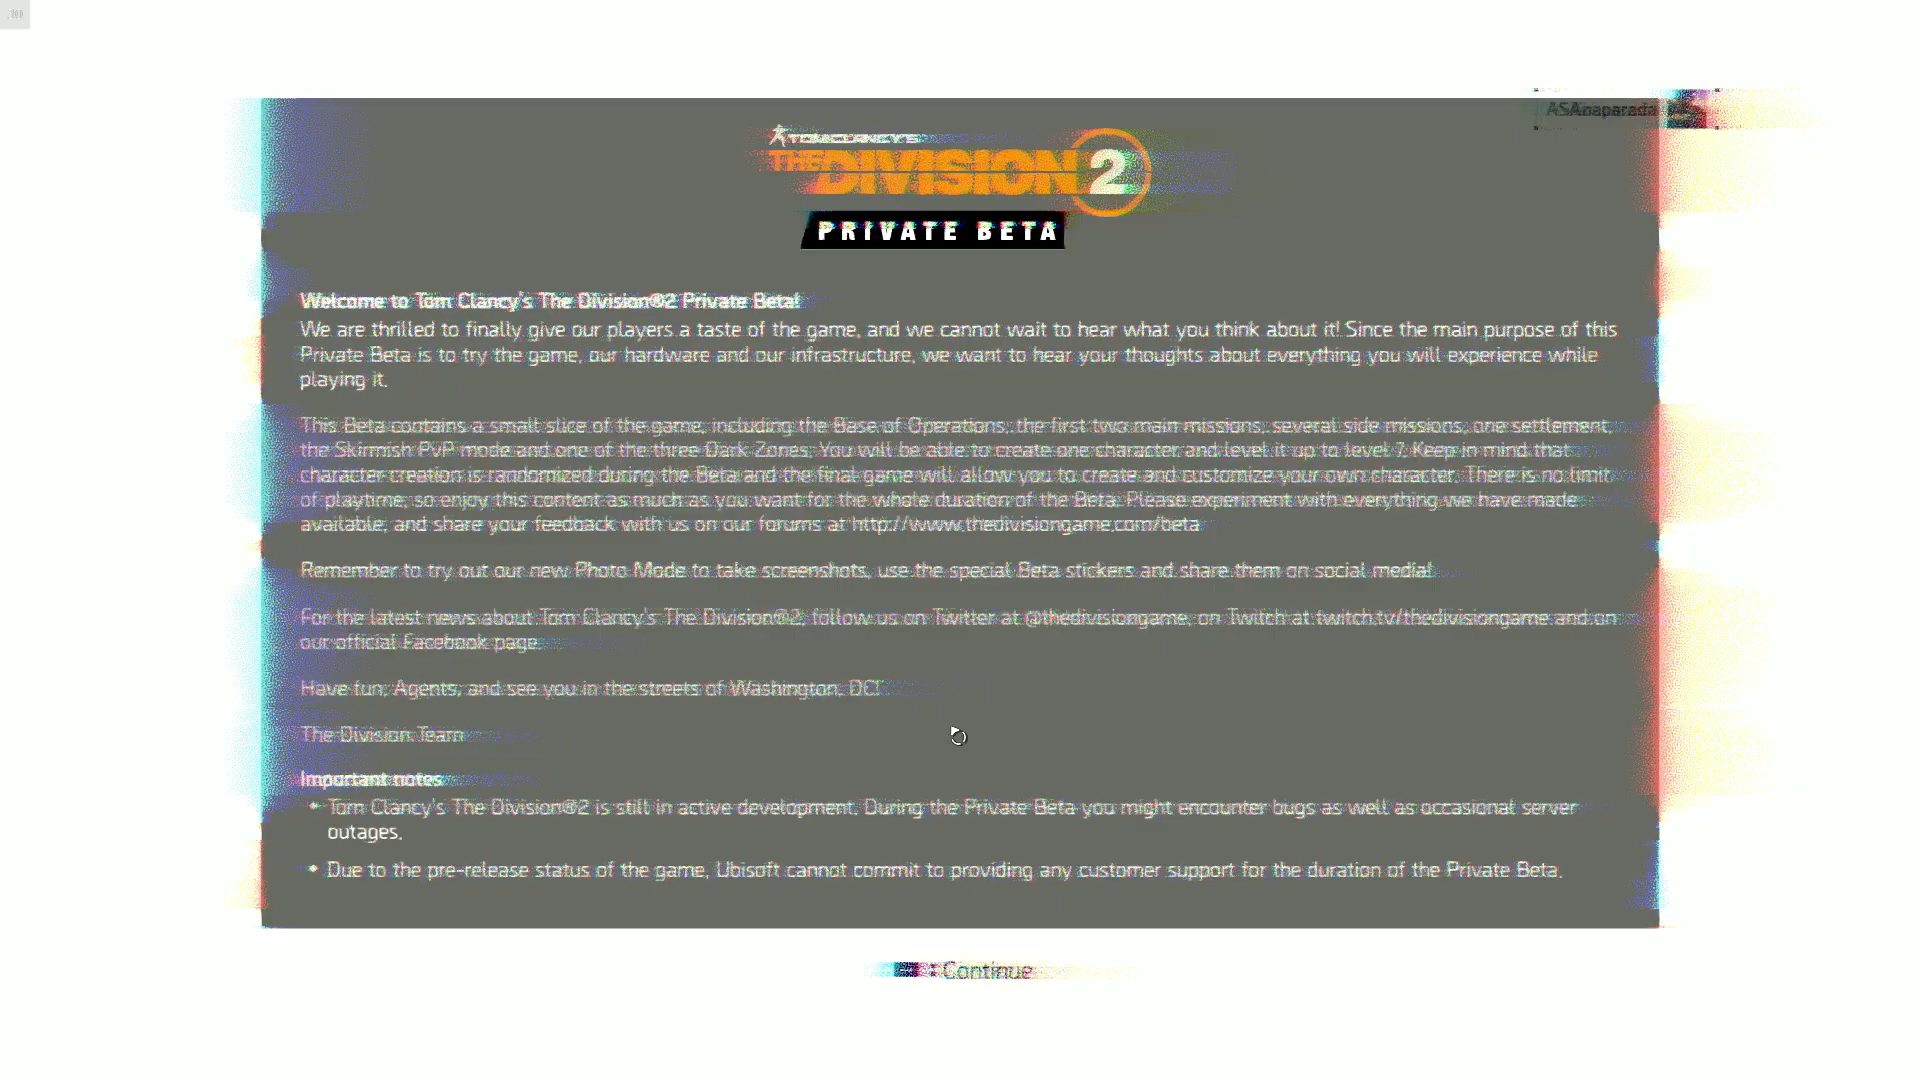 ASAnaparada
TOM CLANCY'S
THE DIVISION 2
PRIVATE BETA
Welcome to Tom Clancy's The Division®2 Private Beta!
We are thrilled to finally give our players a taste of the game, and we cannot wait to hear what you think about it! Since the main purpose of this
Private Beta is to try the game, our hardware and our infrastructure, we want to hear your thoughts about everything you will experience while
playing it.
This Beta contains a small slice of the game, including the Base of Operations, the first two main missions, several side missions, one settlement,
the Skirmish PvP mode and one of the three Dark Zones. You will be able to create one character and level it up to level 7. Keep in mind that
character creation is randomized during the Beta and the final game will allow you to create and customize your own character. There is no limit
of playtime, so enjoy this content as much as you want for the whole duration of the Beta. Please experiment with everything we have made
available, and share your feedback with us on our forums at http://www.thedivisiongame.com/beta
Remember to try out our new Photo Mode to take screenshots, use the special Beta stickers and share them on social media!
For the latest news about Tom Clancy's The Division®2, follow us on Twitter at @thedivisiongame, on Twitch at twitch.tv/thedivisiongame and on
our official Facebook page.
Have fun, Agents, and see you in the streets of Washington, DC!
The Division Team
Important notes
• Tom Clancy's The Division®2 is still in active development. During the Private Beta you might encounter bugs as well as occasional server
outages.
• Due to the pre-release status of the game, Ubisoft cannot commit to providing any customer support for the duration of the Private Beta.
Continue